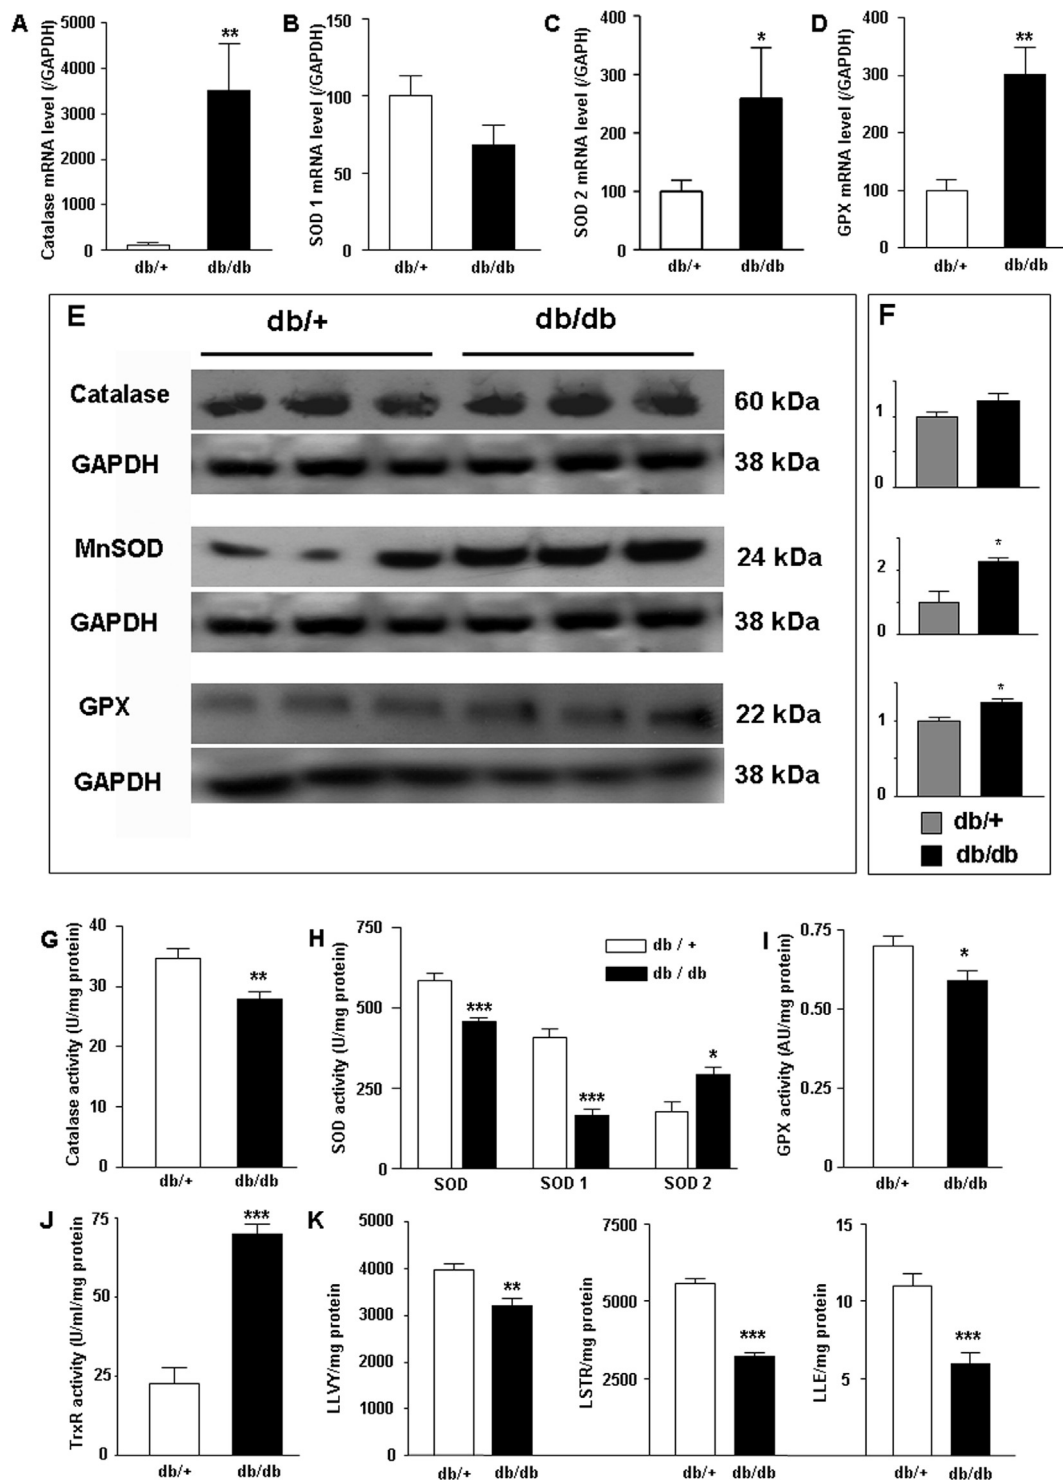 A
Catalase mRNA level (/GAPDH)
5000
4000
3000
2000
1000
0
**
db/+ db/db
B
SOD 1 mRNA level (/GAPDH)
150
100
50
0
db/+ db/db
C
SOD 2 mRNA level (/GAPH)
400
300
200
100
0
*
db/+ db/db
D
GPX mRNA level (/GAPDH)
400
300
200
100
0
**
db/+ db/db
E
db/+ db/db
Catalase 60 kDa
GAPDH 38 kDa
MnSOD 24 kDa
GAPDH 38 kDa
GPX 22 kDa
GAPDH 38 kDa
F
1
0
2
0
*
1
0
*
db/+
db/db
G
Catalase activity (U/mg protein)
40
30
20
10
0
**
db/+ db/db
H
SOD activity (U/mg protein)
750
500
250
0
db / +
db / db
***
***
*
SOD SOD 1 SOD 2
I
GPX activity (AU/mg protein)
0.75
0.50
0.25
0
*
db/+ db/db
J
TrxR activity (U/ml/mg protein
75
50
25
0
***
db/+ db/db
K
LLVY/mg protein
5000
4000
3000
2000
1000
0
**
db/+ db/db
LSTR/mg protein
7500
5000
2500
***
db/+ db/db
LLE/mg protein
15
10
5
***
db/+ db/db